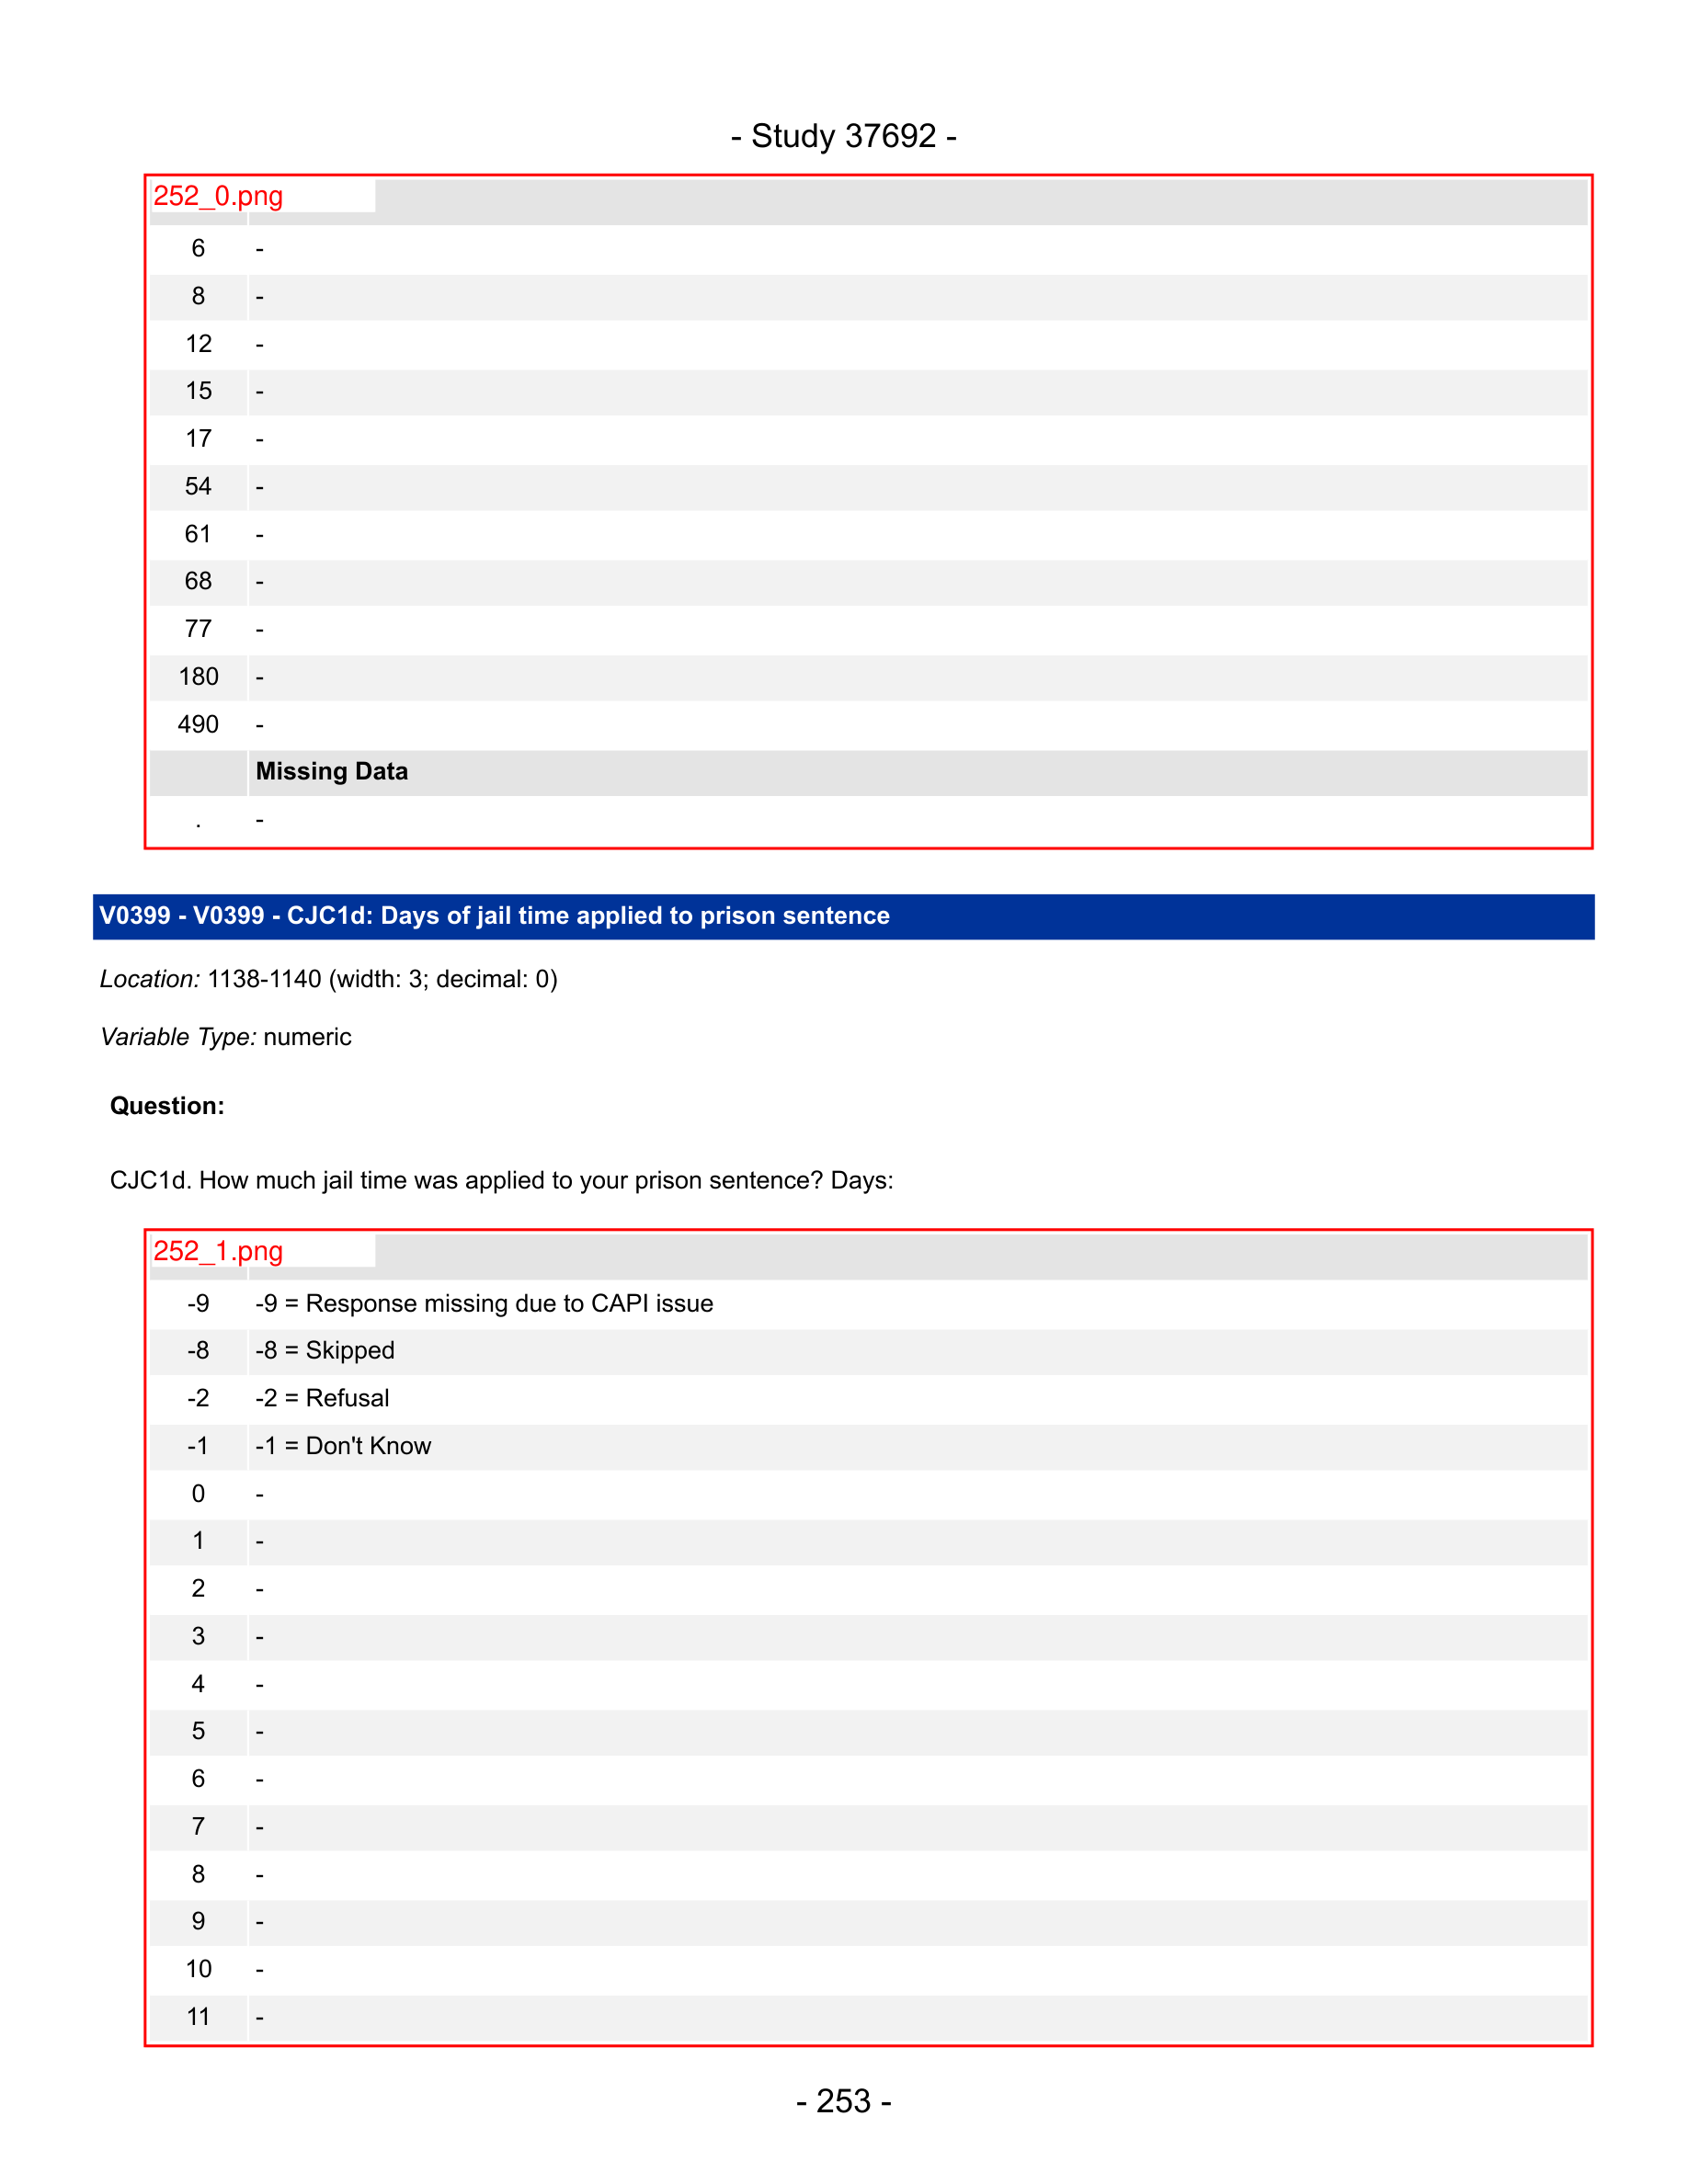 - Study 37692 -
252_0.png
6 -
8 -
12 -
15 -
17 -
54 -
61 -
68 -
77 -
180 -
490 -
Missing Data
. -
V0399 - V0399 - CJC1d: Days of jail time applied to prison sentence
Location: 1138-1140 (width: 3; decimal: 0)
Variable Type: numeric
Question:
CJC1d. How much jail time was applied to your prison sentence? Days:
252_1.png
-9 -9 = Response missing due to CAPI issue
-8 -8 = Skipped
-2 -2 = Refusal
-1 -1 = Don't Know
0 -
1 -
2 -
3 -
4 -
5 -
6 -
7 -
8 -
9 -
10 -
11 -
- 253 -